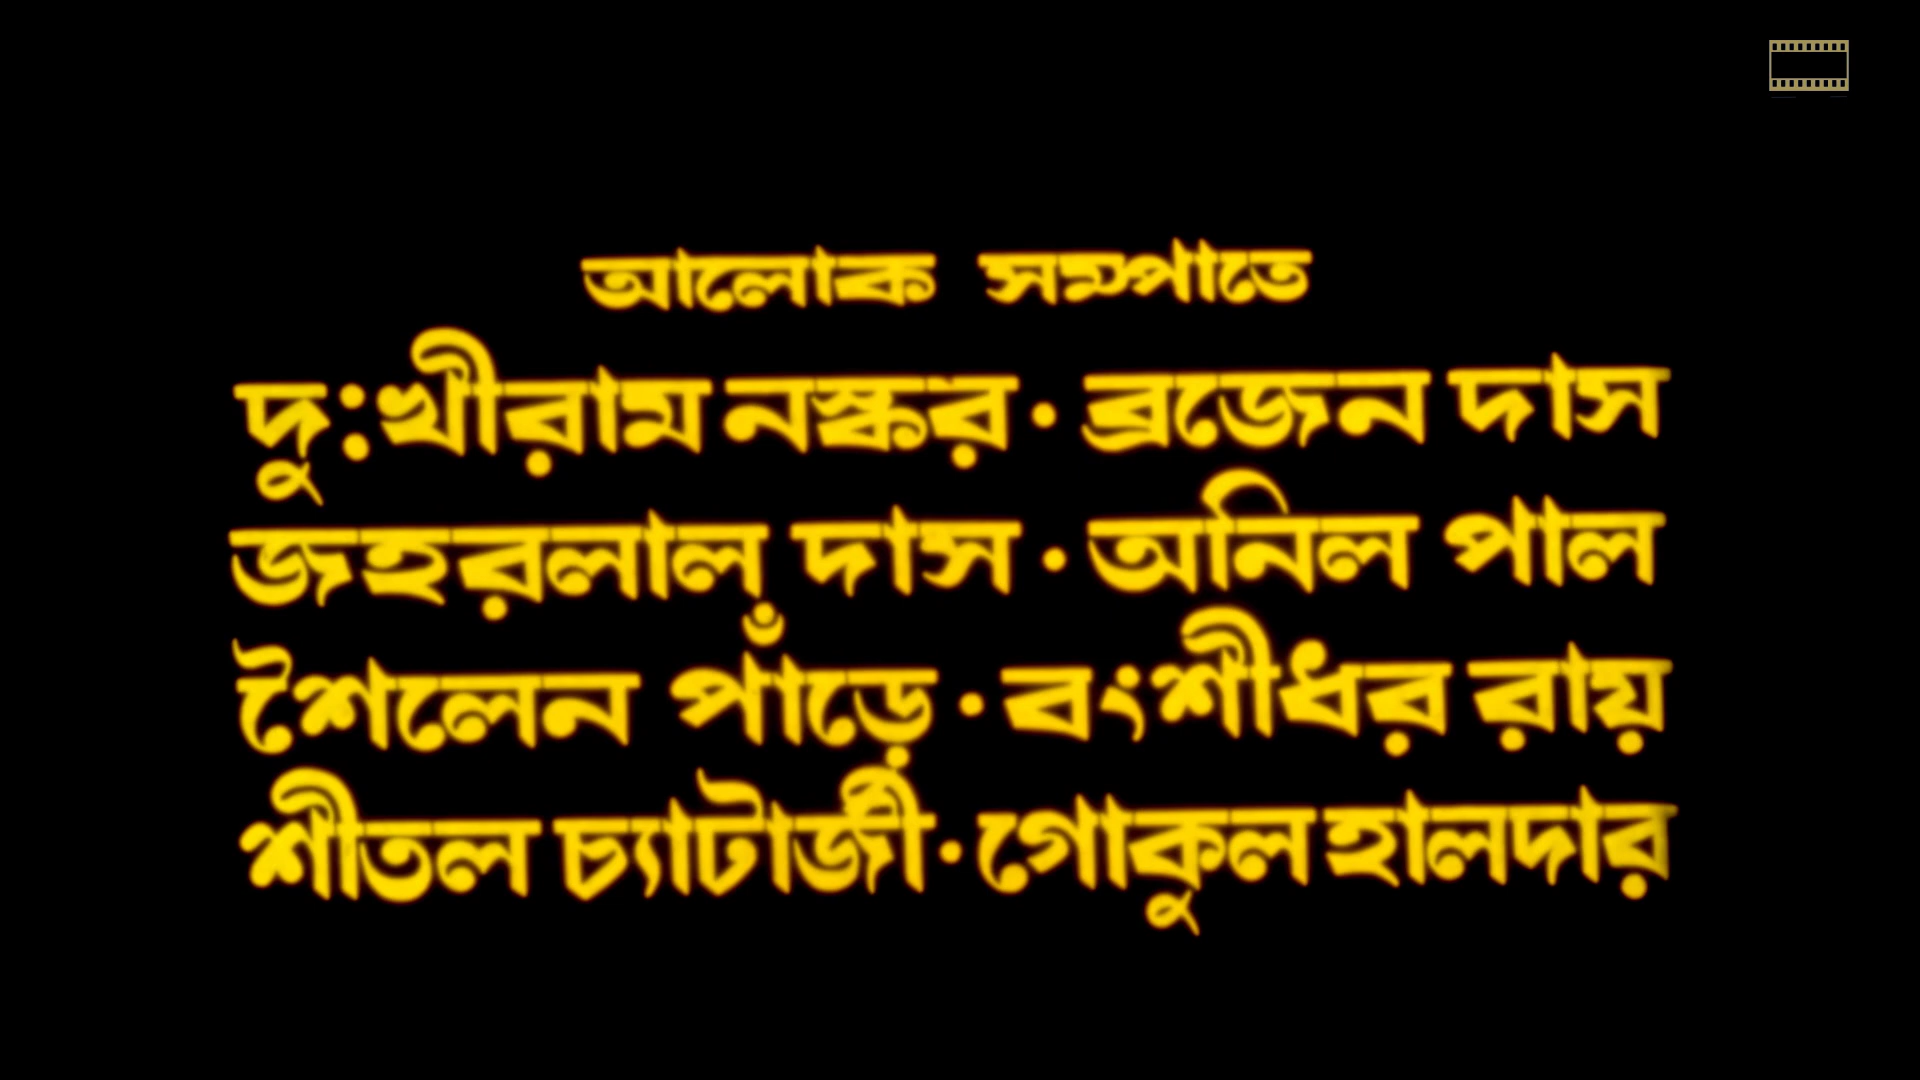 আলোক সম্পাতে
দু:খীরাম নস্কর · ব্রজেন দাস
জহরলাল দাস · অনিল পাল
শৈলেন পাঁড়ে · বংশীধর রায়
শীতল চ্যাটার্জী · গোকুল হালদার